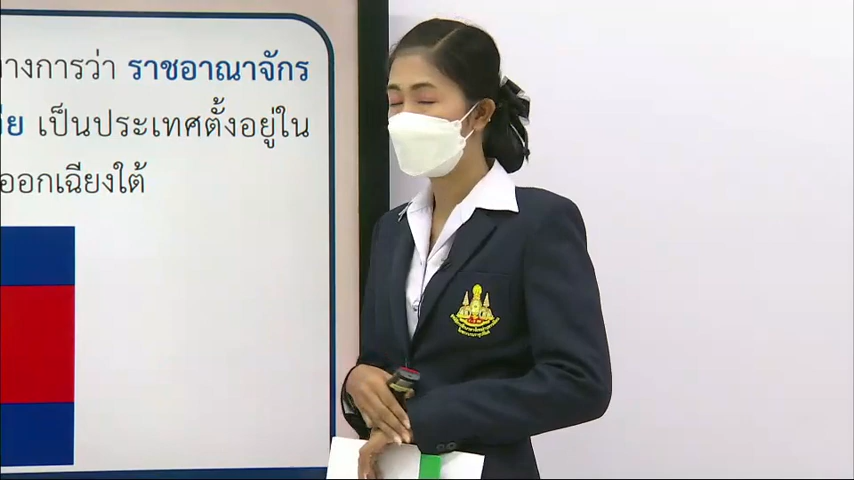 างการว่า ราชอาณาจักร
เป็นประเทศตั้งอยู่ใน
ออกเฉียงใต้